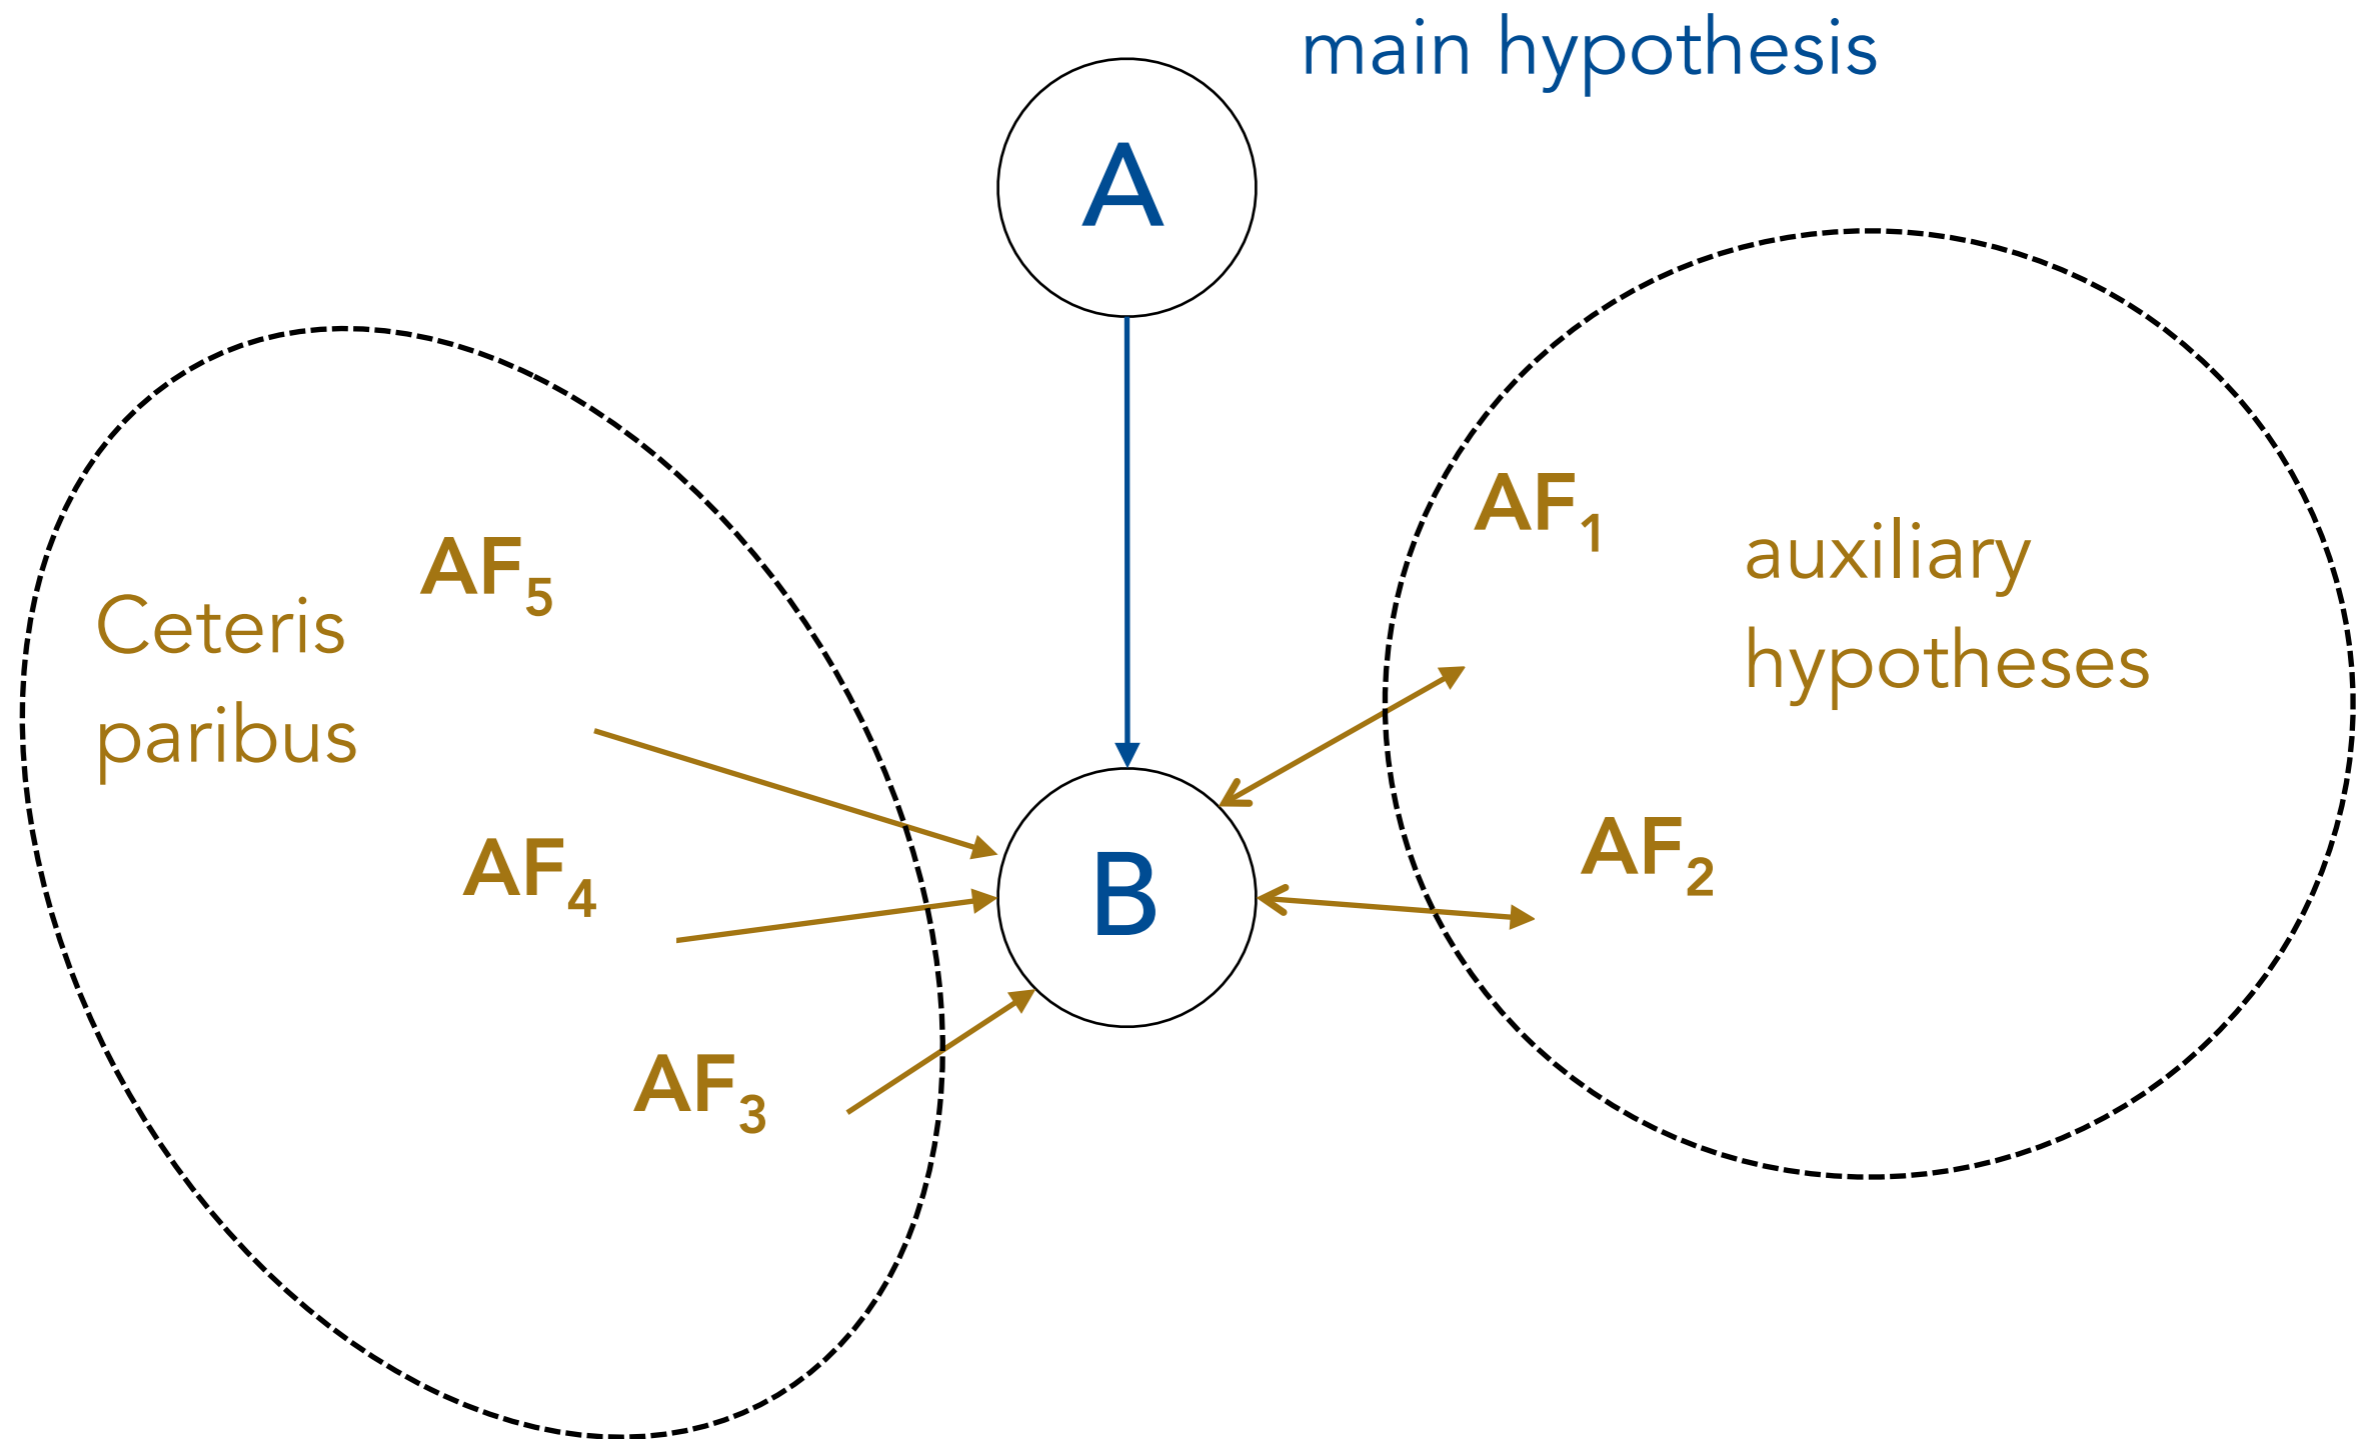 main hypothesis
A
AF₁
auxiliary
hypotheses
AF₅
Ceteris
paribus
AF₄
B
AF₂
AF₃